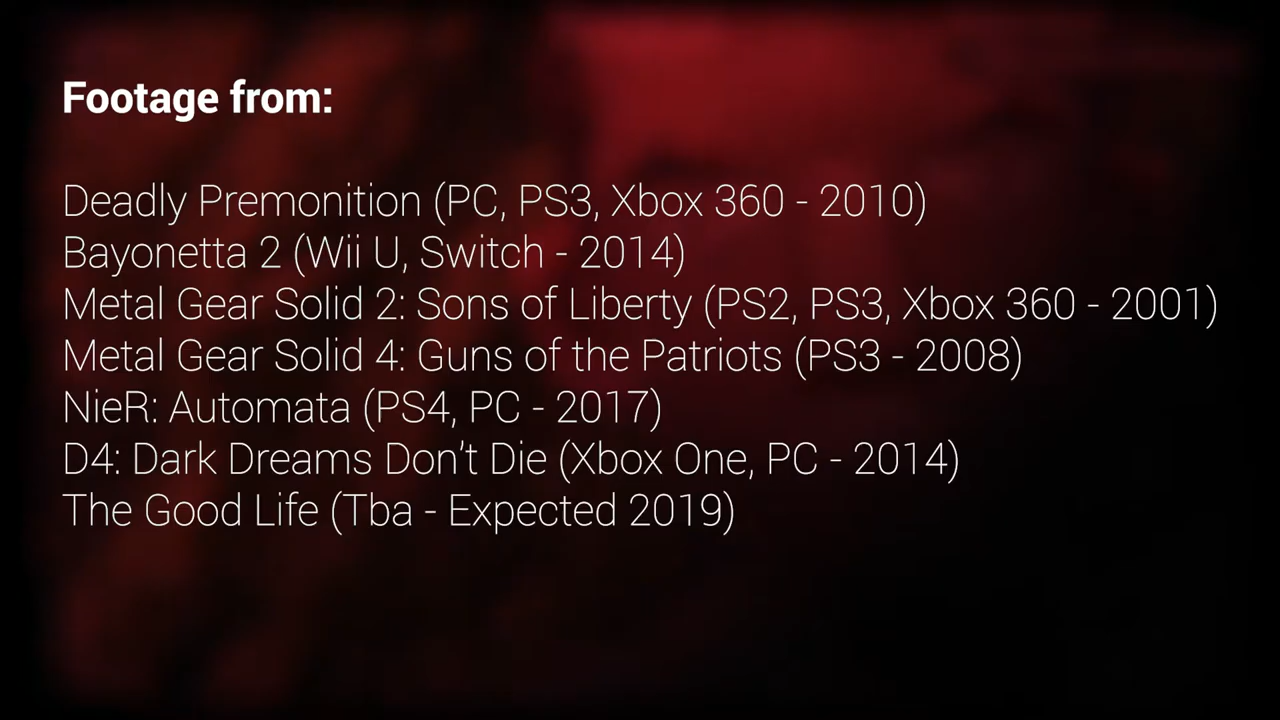 Footage from:
Deadly Premonition (PC, PS3, Xbox 360 - 2010)
Bayonetta 2 (Wii U, Switch - 2014)
Metal Gear Solid 2: Sons of Liberty (PS2, PS3, Xbox 360 - 2001)
Metal Gear Solid 4: Guns of the Patriots (PS3 - 2008)
NieR: Automata (PS4, PC - 2017)
D4: Dark Dreams Don't Die (Xbox One, PC - 2014)
The Good Life (Tba - Expected 2019)